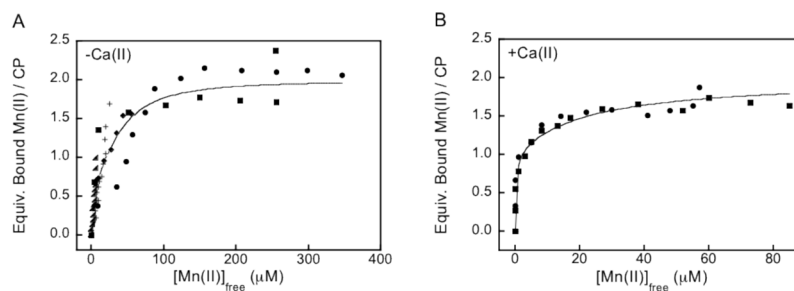 A
-Ca(II)
Equiv. Bound Mn(II) / CP
2.5
2.0
1.5
1.0
0.5
0.0
0
100
200
300
400
[Mn(II)]free (μM)
B
+Ca(II)
Equiv. Bound Mn(II) / CP
2.5
2.0
1.5
1.0
0.5
0.0
0
20
40
60
80
[Mn(II)]free (μM)